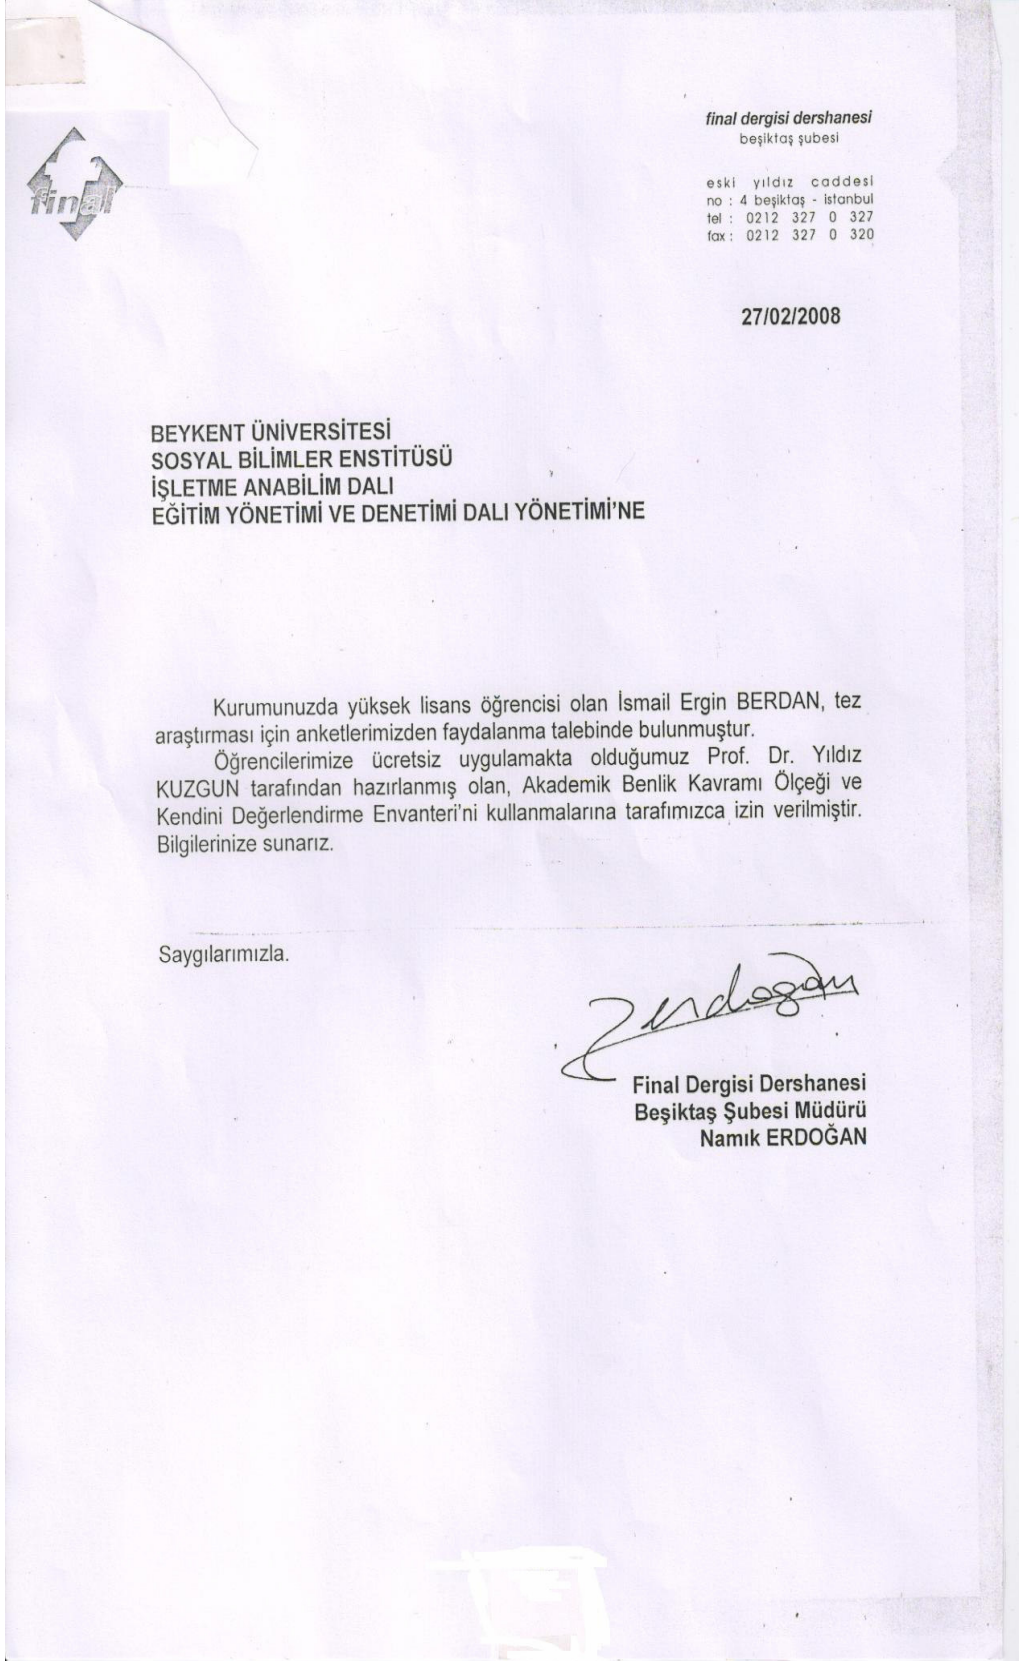 final
final dergisi dershanesi
beşiktaş şubesi
eski yıldız caddesi
no : 4 beşiktaş - istanbul
tel : 0212 327 0 327
fax : 0212 327 0 320
27/02/2008
BEYKENT ÜNİVERSİTESİ
SOSYAL BİLİMLER ENSTİTÜSÜ
İŞLETME ANABİLİM DALI
EĞİTİM YÖNETİMİ VE DENETİMİ DALI YÖNETİMİ'NE
Kurumunuzda yüksek lisans öğrencisi olan İsmail Ergin BERDAN, tez
araştırması için anketlerimizden faydalanma talebinde bulunmuştur.
Öğrencilerimize ücretsiz uygulamakta olduğumuz Prof. Dr. Yıldız
KUZGUN tarafından hazırlanmış olan, Akademik Benlik Kavramı Ölçeği ve
Kendini Değerlendirme Envanteri'ni kullanmalarına tarafımızca izin verilmiştir.
Bilgilerinize sunarız.
Saygılarımızla.
Final Dergisi Dershanesi
Beşiktaş Şubesi Müdürü
Namık ERDOĞAN